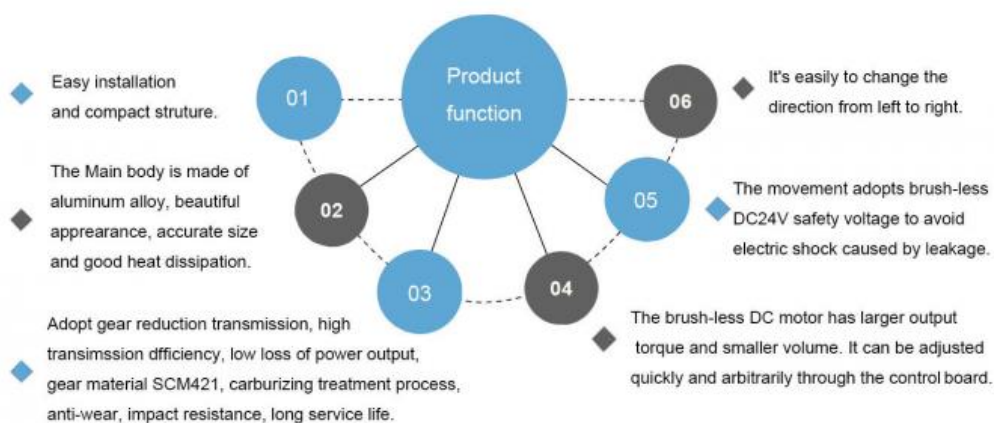 Product
function
01
Easy installation
and compact struture.
02
The Main body is made of
aluminum alloy, beautiful
apprearance, accurate size
and good heat dissipation.
03
Adopt gear reduction transmission, high
transimssion dfficiency, low loss of power output,
gear material SCM421, carburizing treatment process,
anti-wear, impact resistance, long service life.
04
The brush-less DC motor has larger output
torque and smaller volume. It can be adjusted
quickly and arbitrarily through the control board.
05
The movement adopts brush-less
DC24V safety voltage to avoid
electric shock caused by leakage.
06
It's easily to change the
direction from left to right.